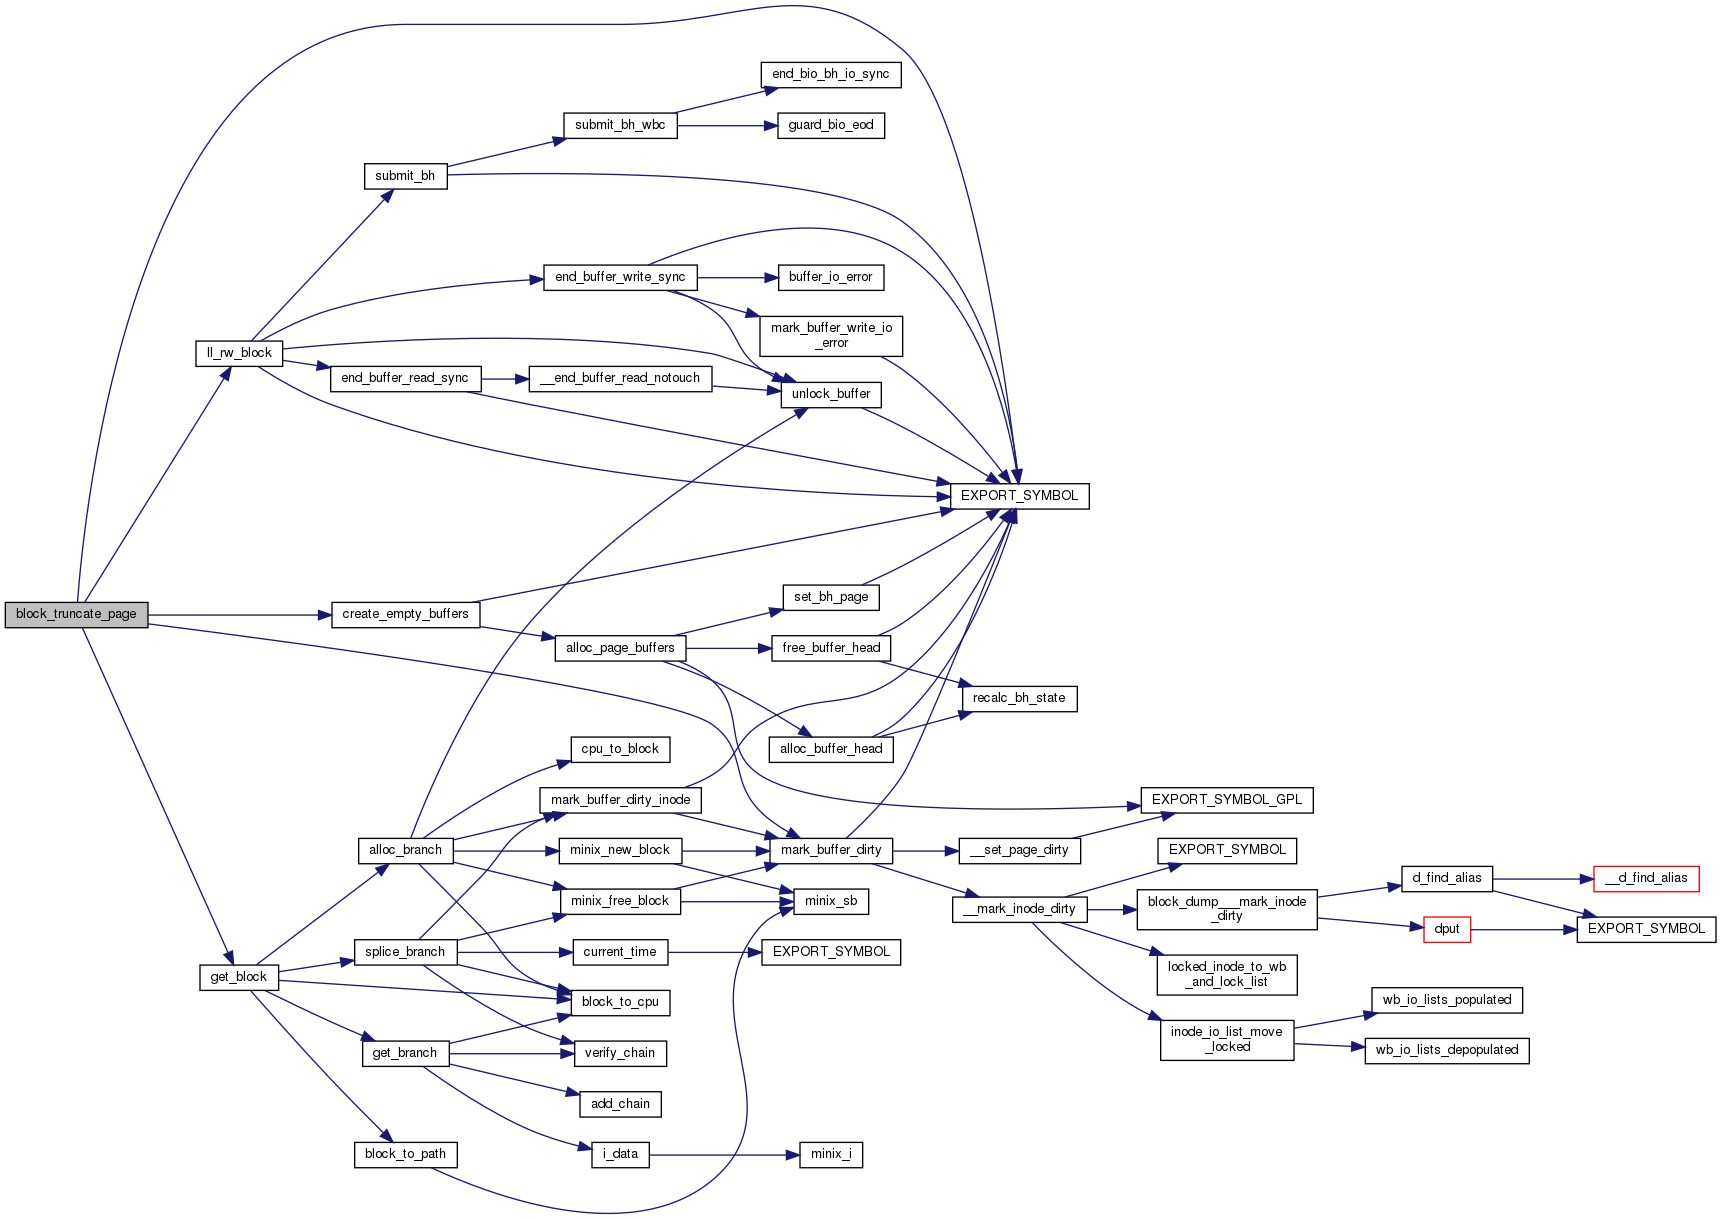 end_bio_bh_io_sync
submit_bh_wbc
guard_bio_eod
submit_bh
end_buffer_write_sync
buffer_io_error
mark_buffer_write_io
_error
ll_rw_block
end_buffer_read_sync
__end_buffer_read_notouch
unlock_buffer
EXPORT_SYMBOL
set_bh_page
block_truncate_page
create_empty_buffers
alloc_page_buffers
free_buffer_head
recalc_bh_state
cpu_to_block
alloc_buffer_head
mark_buffer_dirty_inode
EXPORT_SYMBOL_GPL
alloc_branch
minix_new_block
mark_buffer_dirty
__set_page_dirty
EXPORT_SYMBOL
d_find_alias
__d_find_alias
minix_free_block
minix_sb
__mark_inode_dirty
block_dump___mark_inode
_dirty
dput
EXPORT_SYMBOL
splice_branch
current_time
EXPORT_SYMBOL
get_block
locked_inode_to_wb
_and_lock_list
block_to_cpu
wb_io_lists_populated
inode_io_list_move
_locked
get_branch
verify_chain
wb_io_lists_depopulated
add_chain
block_to_path
i_data
minix_i